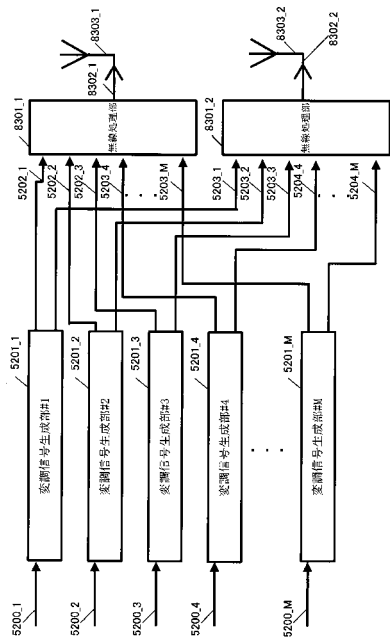 5200_1
5201_1
変調信号生成部#1
5200_2
5201_2
変調信号生成部#2
5200_3
5201_3
変調信号生成部#3
5200_4
5201_4
変調信号生成部#4
5200_M
5201_M
変調信号生成部#M
5202_1
5202_2
5202_3
5203_4
5203_M
8301_1
無線処理部
8302_1
8303_1
5203_1
5203_2
5203_3
5204_4
5204_M
8301_2
無線処理部
8302_2
8303_2